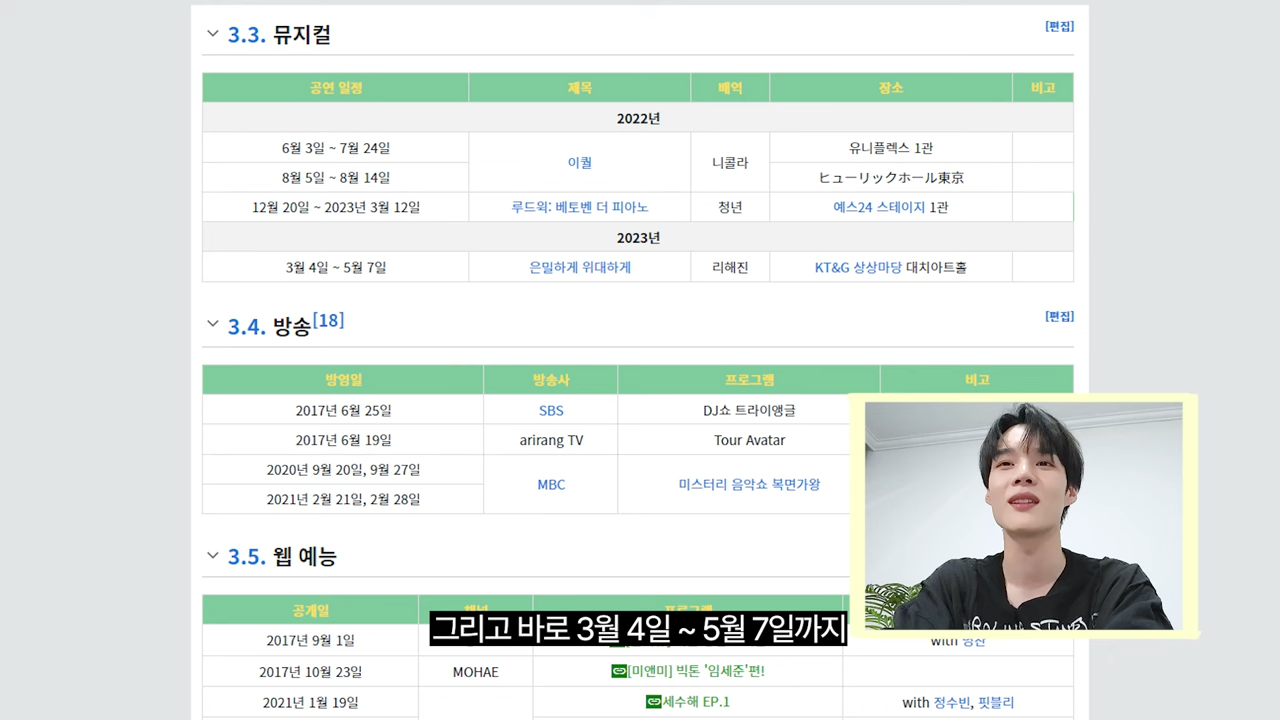 3.3. 뮤지컬
[편집]
공연 일정 제목 배역 장소 비고
2022년
6월 3일 ~ 7월 24일 이퀄 니콜라 유니플렉스 1관
8월 5일 ~ 8월 14일 ヒューリックホール東京
12월 20일 ~ 2023년 3월 12일 루드윅: 베토벤 더 피아노 청년 예스24 스테이지 1관
2023년
3월 4일 ~ 5월 7일 은밀하게 위대하게 리해진 KT&G 상상마당 대치아트홀
3.4. 방송[18]
[편집]
방영일 방송사 프로그램 비고
2017년 6월 25일 SBS DJ쇼 트라이앵글
2017년 6월 19일 arirang TV Tour Avatar
2020년 9월 20일, 9월 27일 MBC 미스터리 음악쇼 복면가왕
2021년 2월 21일, 2월 28일
3.5. 웹 예능
공개일
그리고 바로 3월 4일 ~ 5월 7일까지
2017년 9월 1일 with
2017년 10월 23일 MOHAE [미앤미] 빅톤 '임세준'편!
2021년 1월 19일 세수해 EP.1 with 정수빈, 핏블리